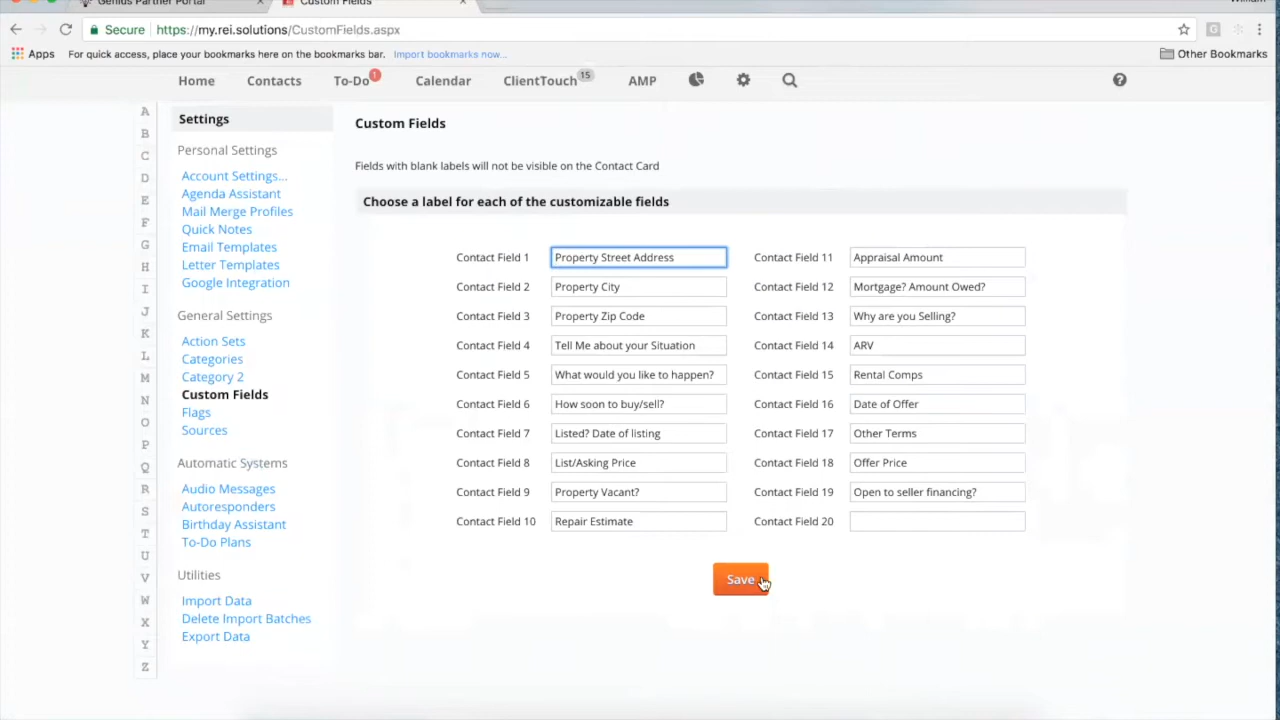 Genius Partner Portal
Custom Fields
William
Secure
https://my.rei.solutions/CustomFields.aspx
Apps
For quick access, place your bookmarks here on the bookmarks bar.
Import bookmarks now...
Other Bookmarks
Home
Contacts
To-Do
1
Calendar
ClientTouch
15
AMP
A
B
C
D
E
F
G
H
I
J
K
L
M
N
O
P
Q
R
S
T
U
V
W
X
Y
Z
Settings
Personal Settings
Account Settings...
Agenda Assistant
Mail Merge Profiles
Quick Notes
Email Templates
Letter Templates
Google Integration
General Settings
Action Sets
Categories
Category 2
Custom Fields
Flags
Sources
Automatic Systems
Audio Messages
Autoresponders
Birthday Assistant
To-Do Plans
Utilities
Import Data
Delete Import Batches
Export Data
Custom Fields
Fields with blank labels will not be visible on the Contact Card
Choose a label for each of the customizable fields
Contact Field 1 Property Street Address
Contact Field 2 Property City
Contact Field 3 Property Zip Code
Contact Field 4 Tell Me about your Situation
Contact Field 5 What would you like to happen?
Contact Field 6 How soon to buy/sell?
Contact Field 7 Listed? Date of listing
Contact Field 8 List/Asking Price
Contact Field 9 Property Vacant?
Contact Field 10 Repair Estimate
Contact Field 11 Appraisal Amount
Contact Field 12 Mortgage? Amount Owed?
Contact Field 13 Why are you Selling?
Contact Field 14 ARV
Contact Field 15 Rental Comps
Contact Field 16 Date of Offer
Contact Field 17 Other Terms
Contact Field 18 Offer Price
Contact Field 19 Open to seller financing?
Contact Field 20
Save